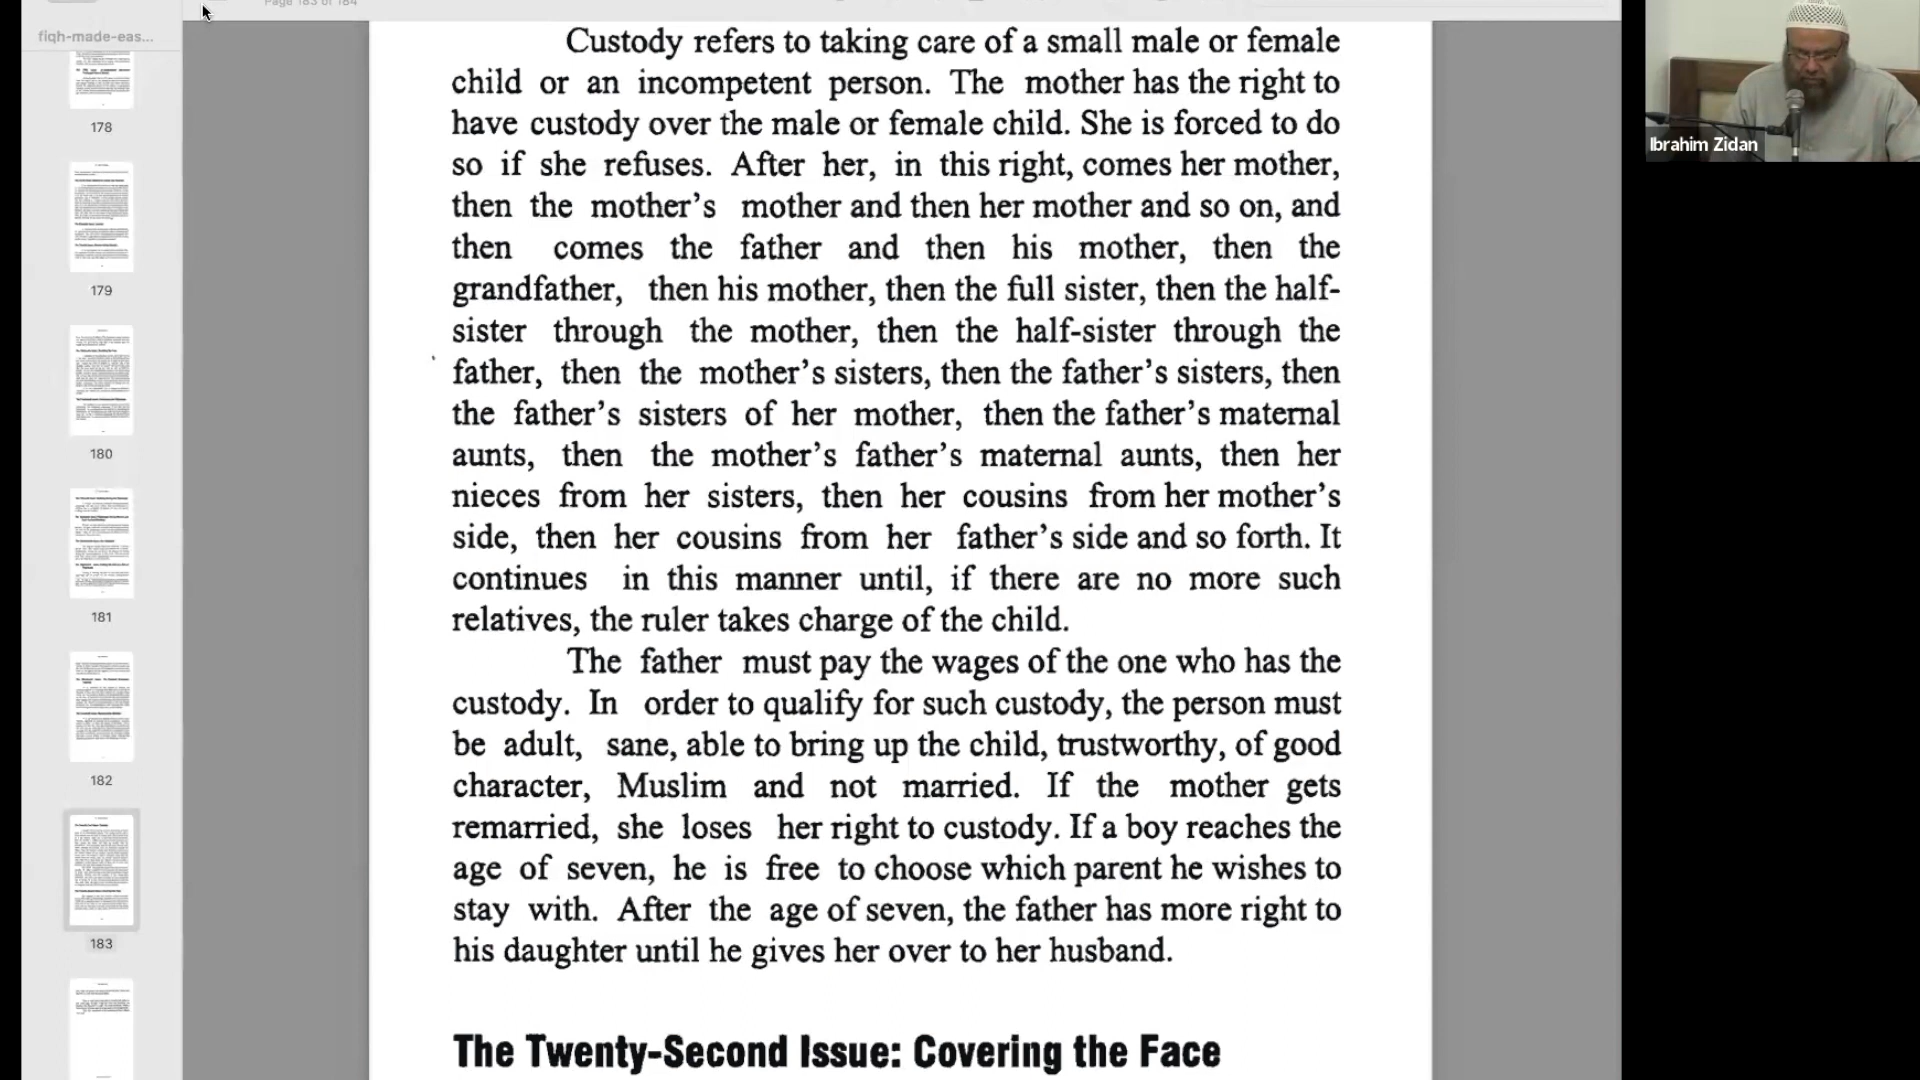 Page 183 of 184
fiqh-made-eas...
178
179
180
181
182
183
Custody refers to taking care of a small male or female
child or an incompetent person. The mother has the right to
have custody over the male or female child. She is forced to do
so if she refuses. After her, in this right, comes her mother,
then the mother's mother and then her mother and so on, and
then comes the father and then his mother, then the
grandfather, then his mother, then the full sister, then the half-
sister through the mother, then the half-sister through the
father, then the mother's sisters, then the father's sisters, then
the father's sisters of her mother, then the father's maternal
aunts, then the mother's father's maternal aunts, then her
nieces from her sisters, then her cousins from her mother's
side, then her cousins from her father's side and so forth. It
continues in this manner until, if there are no more such
relatives, the ruler takes charge of the child.
The father must pay the wages of the one who has the
custody. In order to qualify for such custody, the person must
be adult, sane, able to bring up the child, trustworthy, of good
character, Muslim and not married. If the mother gets
remarried, she loses her right to custody. If a boy reaches the
age of seven, he is free to choose which parent he wishes to
stay with. After the age of seven, the father has more right to
his daughter until he gives her over to her husband.
The Twenty-Second Issue: Covering the Face
Ibrahim Zidan